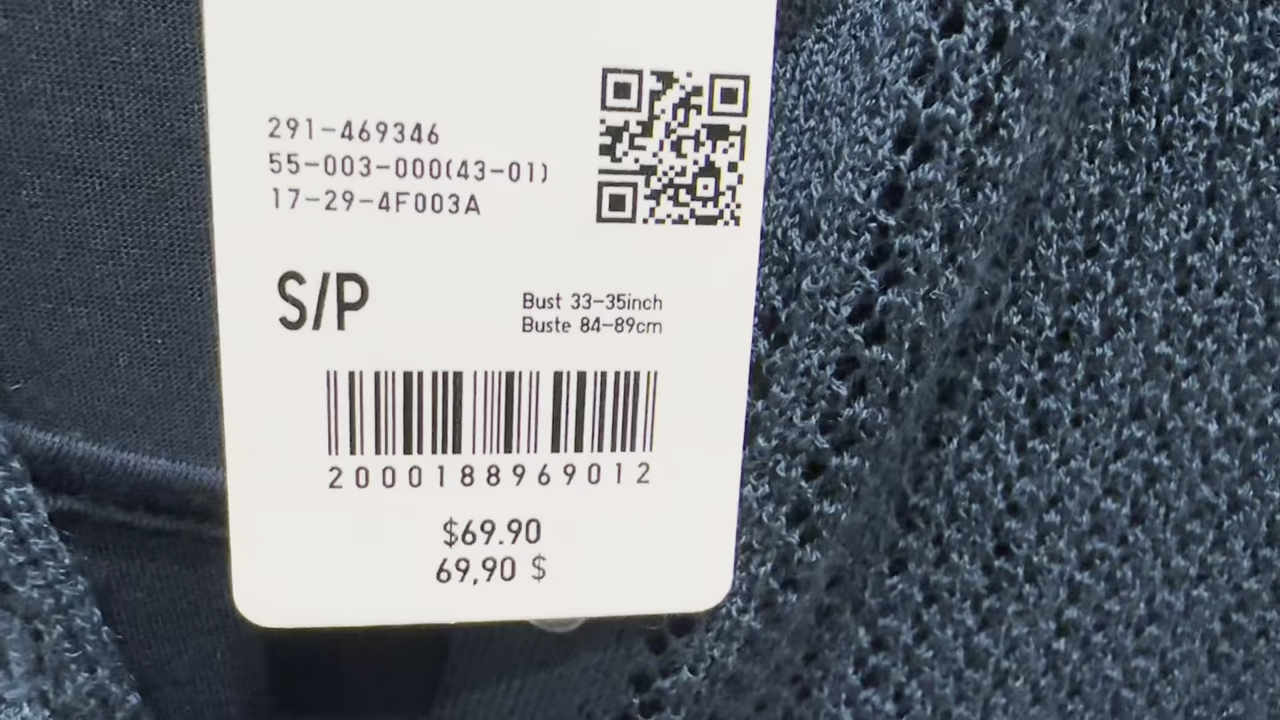 291-469346
55-003-000(43-01)
17-29-4F003A
S/P
Bust 33-35inch
Buste 84-89cm
2000188969012
$69.90
69,90 $